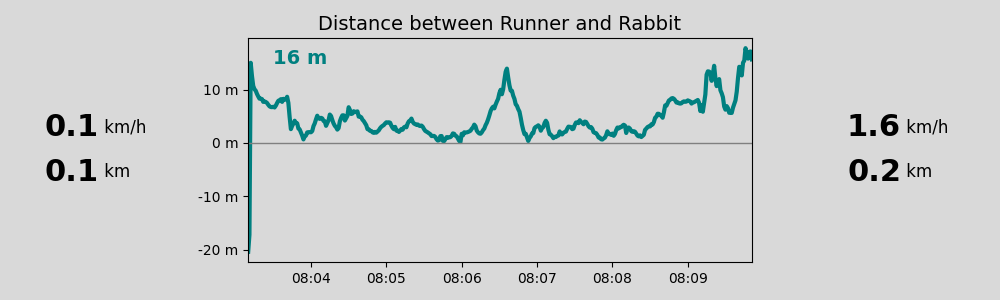 Distance between Runner and Rabbit
16 m
10 m
0 m
-10 m
-20 m
08:04 08:05 08:06 08:07 08:08 08:09
0.1 km/h
0.1 km
1.6 km/h
0.2 km